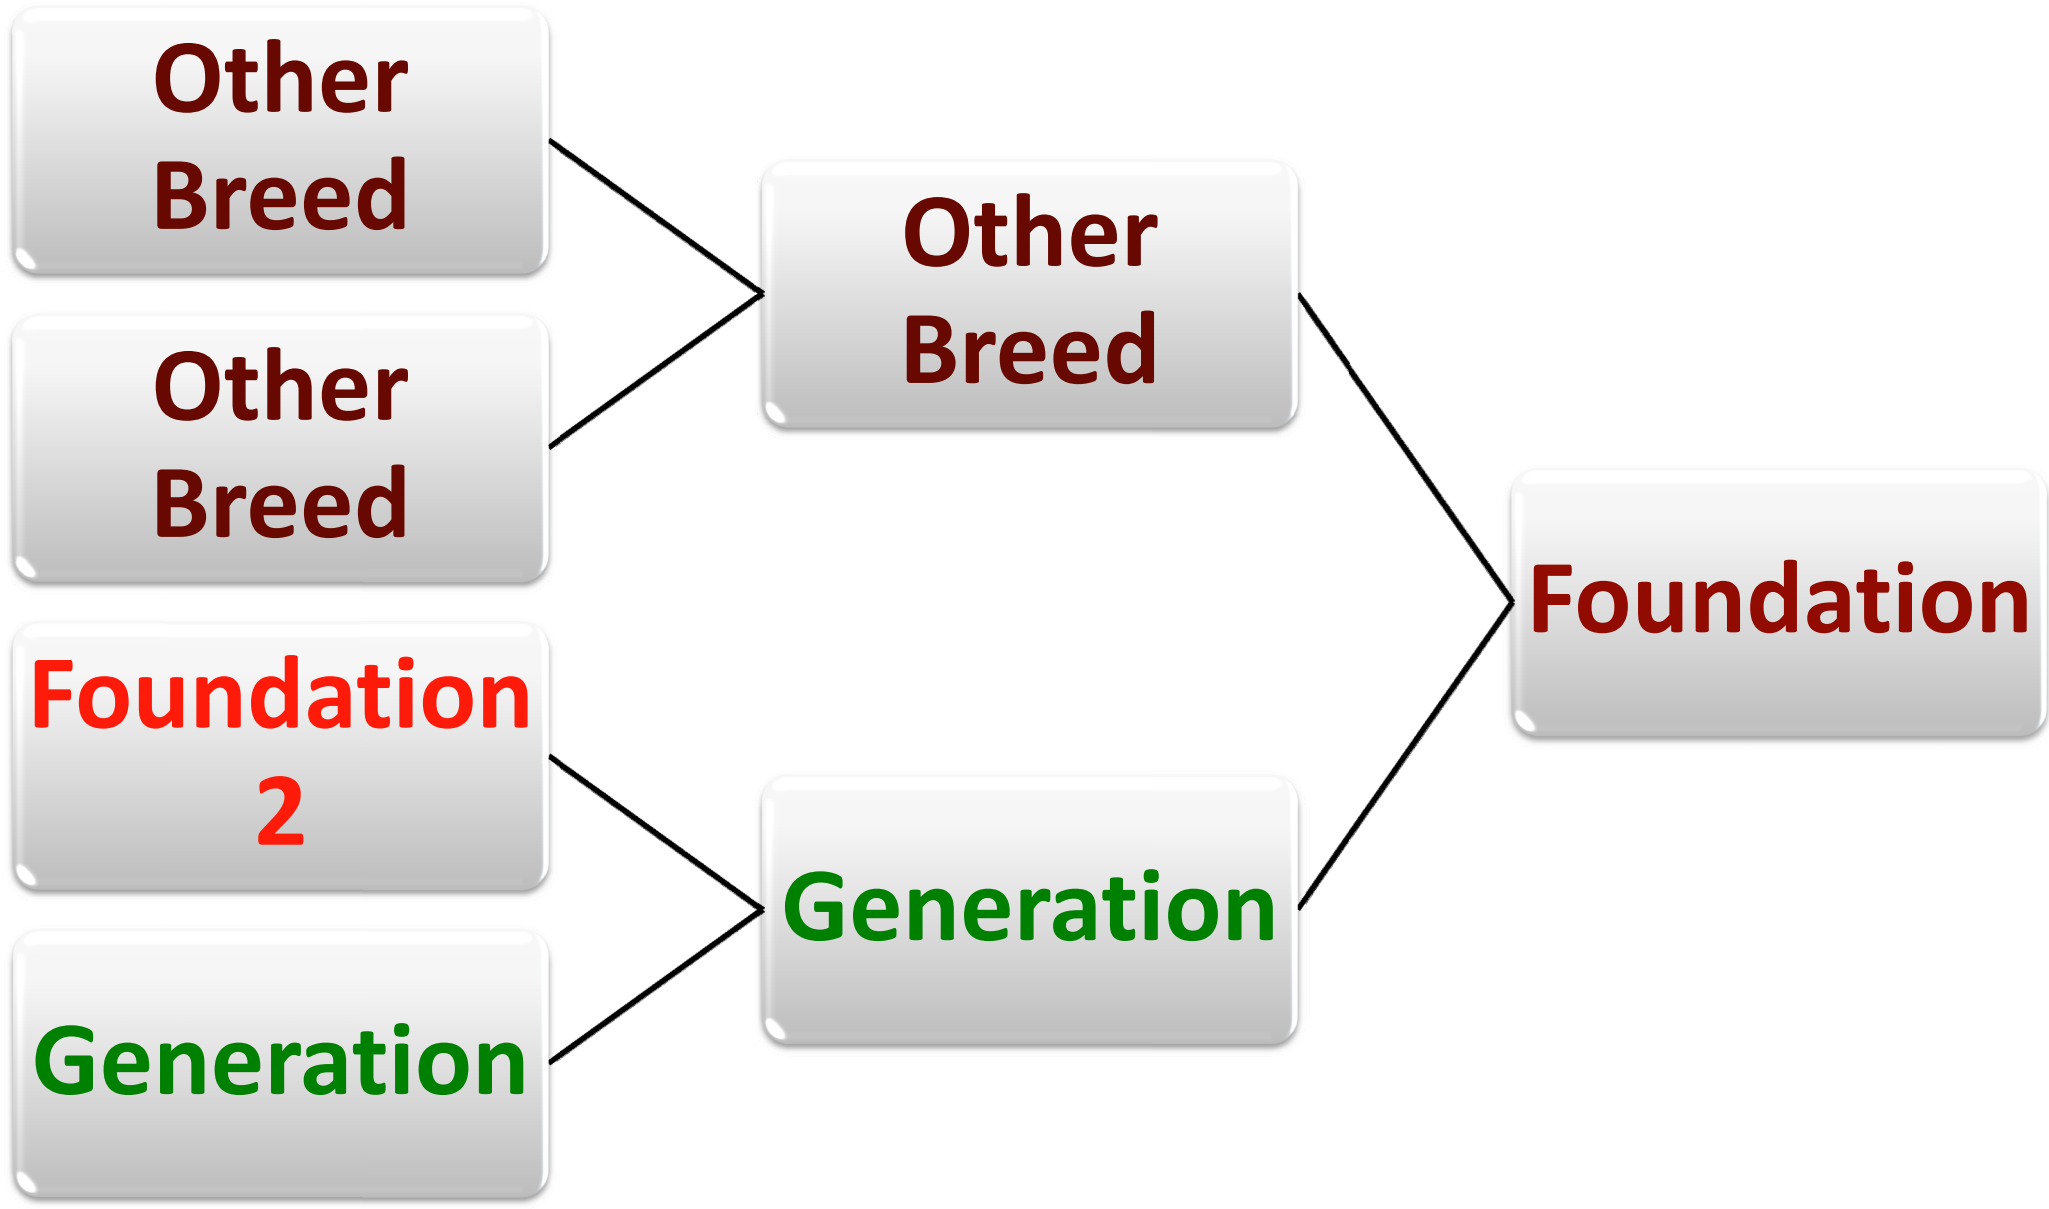 Other
Breed
Other
Breed
Foundation
2
Generation
Other
Breed
Generation
Foundation